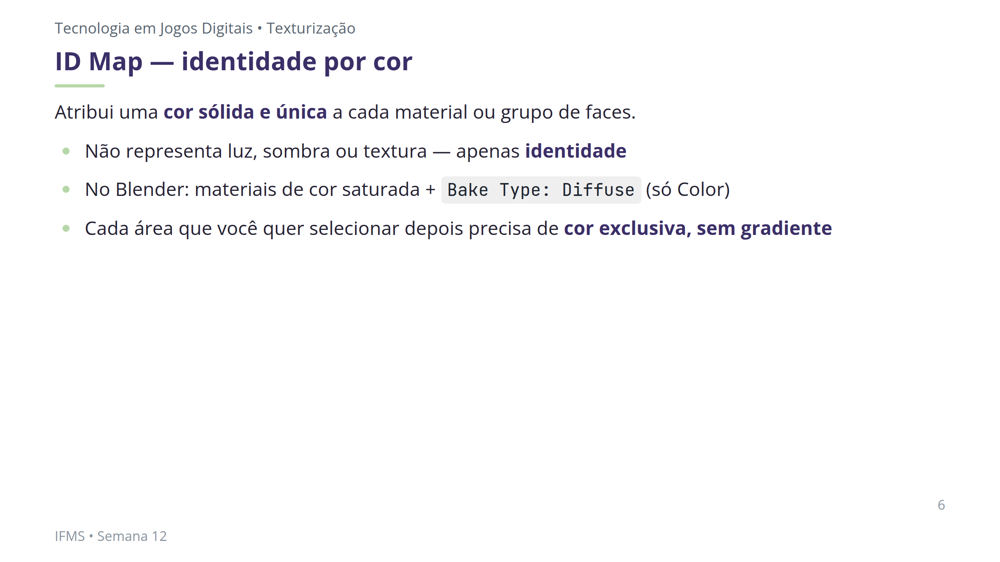 Tecnologia em Jogos Digitais • Texturização
ID Map — identidade por cor
Atribui uma cor sólida e única a cada material ou grupo de faces.
• Não representa luz, sombra ou textura — apenas identidade
• No Blender: materiais de cor saturada + Bake Type: Diffuse (só Color)
• Cada área que você quer selecionar depois precisa de cor exclusiva, sem gradiente
6
IFMS • Semana 12